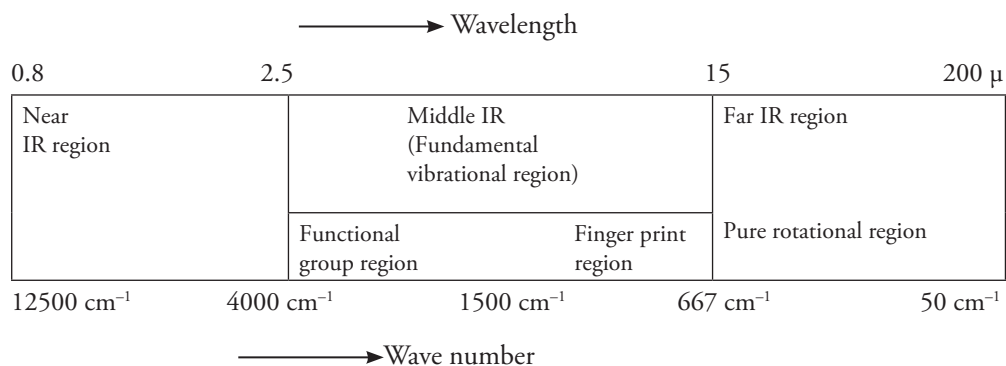 Wavelength
0.8 2.5 15 200 µ
Near
IR region
Middle IR
(Fundamental
vibrational region)
Far IR region
Functional
group region
Finger print
region
Pure rotational region
12500 cm⁻¹ 4000 cm⁻¹ 1500 cm⁻¹ 667 cm⁻¹ 50 cm⁻¹
Wave number